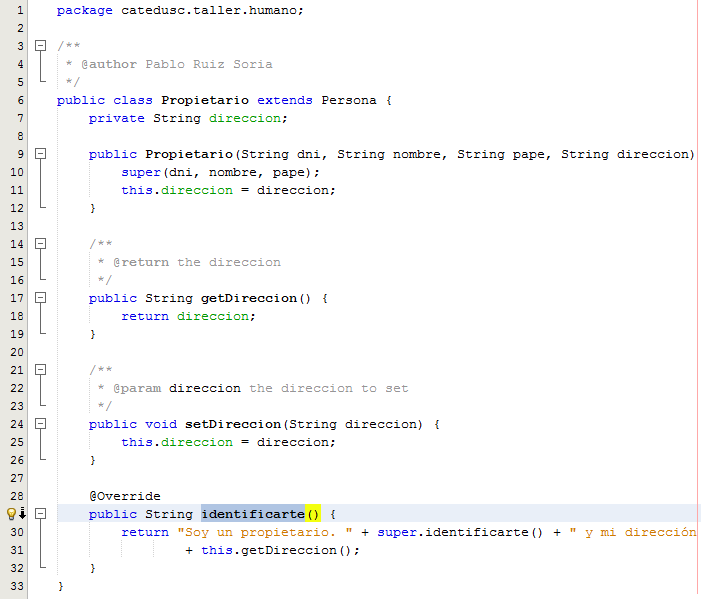 1 package catedusc.taller.humano;
2
3 /**
4 * @author Pablo Ruiz Soria
5 */
6 public class Propietario extends Persona {
7 private String direccion;
8
9 public Propietario(String dni, String nombre, String pape, String direccion)
10 super(dni, nombre, pape);
11 this.direccion = direccion;
12 }
13
14 /**
15 * @return the direccion
16 */
17 public String getDireccion() {
18 return direccion;
19 }
20
21 /**
22 * @param direccion the direccion to set
23 */
24 public void setDireccion(String direccion) {
25 this.direccion = direccion;
26 }
27
28 @Override
public String identificarte() {
30 return "Soy un propietario. " + super.identificarte() + " y mi dirección
31 + this.getDireccion();
32 }
33 }